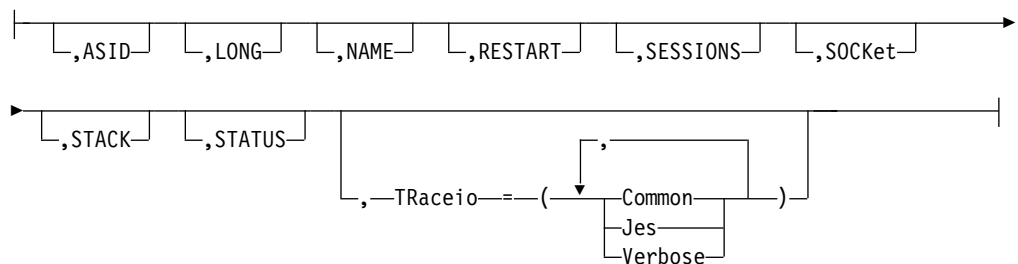 ,ASID ,LONG ,NAME ,RESTART ,SESSIONS ,SOCKet
,STACK ,STATUS ,
, TRaceio = ( Common )
Jes
Verbose